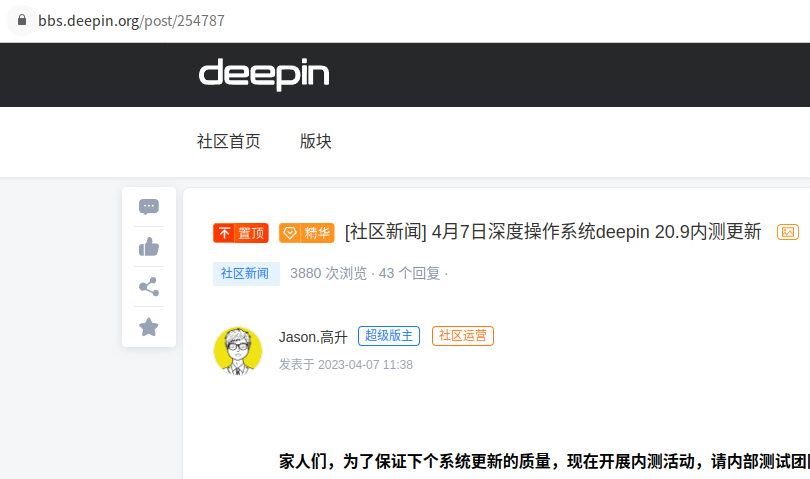 bbs.deepin.org/post/254787
deepin
社区首页 版块
置顶 精华 [社区新闻] 4月7日深度操作系统deepin 20.9内测更新
社区新闻 3880 次浏览 · 43 个回复 ·
Jason.高升 超级版主 社区运营
发表于 2023-04-07 11:38
家人们，为了保证下个系统更新的质量，现在开展内测活动，请内部测试团